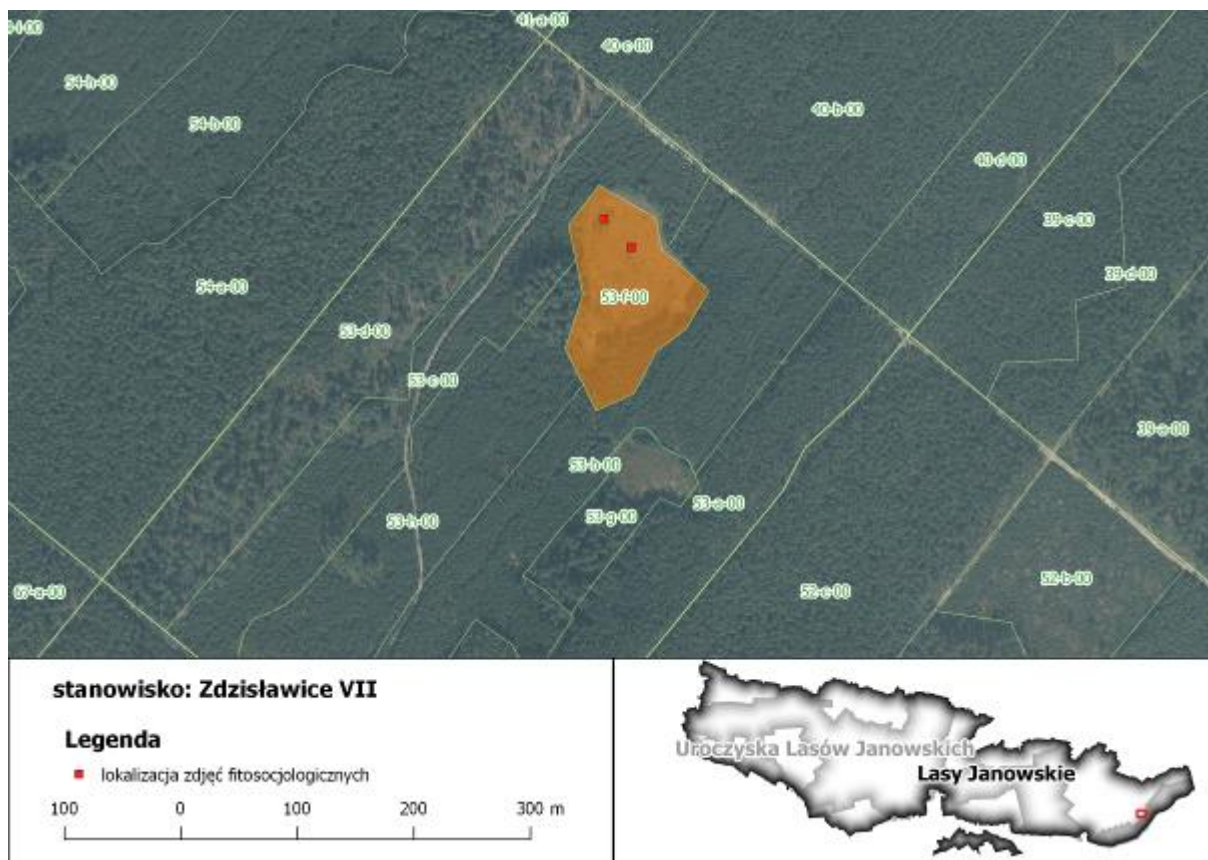 41-a-00
40-c-00
54-h-00
40-b-00
54-b-00
40-d-00
39-c-00
39-d-00
54-a-00
53-f-00
53-d-00
53-c-00
39-a-00
53-b-00
53-a-00
53-g-00
53-h-00
52-b-00
67-a-00
52-c-00
stanowisko: Zdzisławice VII
Legenda
lokalizacja zdjęć fitosocjologicznych
100 0 100 200 300 m
Uroczyska Lasów Janowskich
Lasy Janowskie